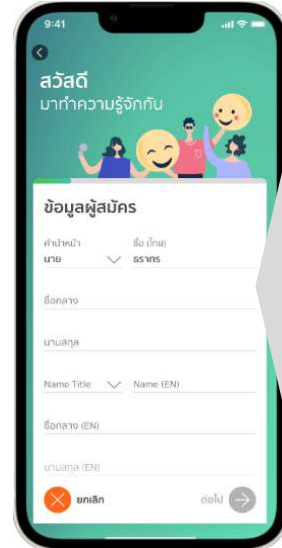 9:41
สวัสดี
มาทำความรู้จักกัน
ข้อมูลผู้สมัคร
คำนำหน้า ชื่อ (ไทย)
นาย ธราทร
ชื่อกลาง
นามสกุล
Name Title Name (EN)
ชื่อกลาง (EN)
นามสกุล (EN)
ยกเลิก ต่อไป